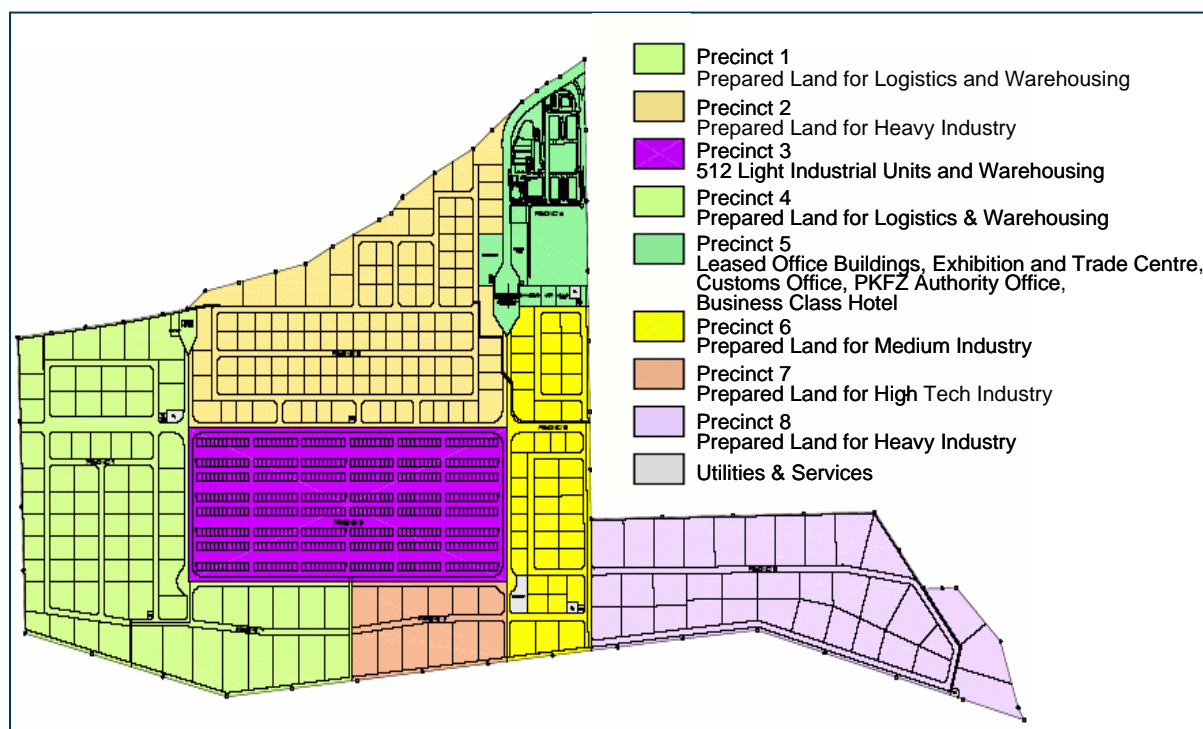 Precinct 1
Prepared Land for Logistics and Warehousing
Precinct 2
Prepared Land for Heavy Industry
Precinct 3
512 Light Industrial Units and Warehousing
Precinct 4
Prepared Land for Logistics & Warehousing
Precinct 5
Leased Office Buildings, Exhibition and Trade Centre,
Customs Office, PKFZ Authority Office,
Business Class Hotel
Precinct 6
Prepared Land for Medium Industry
Precinct 7
Prepared Land for High Tech Industry
Precinct 8
Prepared Land for Heavy Industry
Utilities & Services